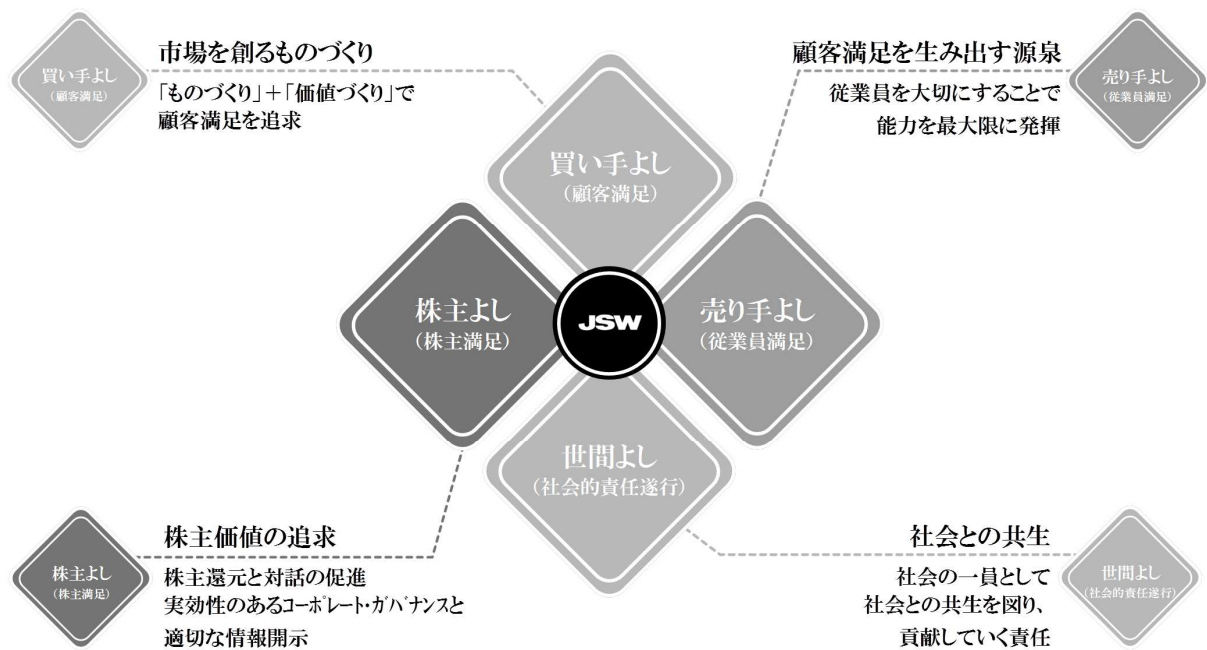 買い手よし
(顧客満足)
市場を創るものづくり
「ものづくり」+「価値づくり」で
顧客満足を追求
顧客満足を生み出す源泉
従業員を大切にすることで
能力を最大限に発揮
売り手よし
(従業員満足)
買い手よし
(顧客満足)
株主よし
(株主満足)
JSW
売り手よし
(従業員満足)
世間よし
(社会的責任遂行)
株主よし
(株主満足)
株主価値の追求
株主還元と対話の促進
実効性のあるコーポレート・ガバナンスと
適切な情報開示
社会との共生
社会の一員として
社会との共生を図り、
貢献していく責任
世間よし
(社会的責任遂行)